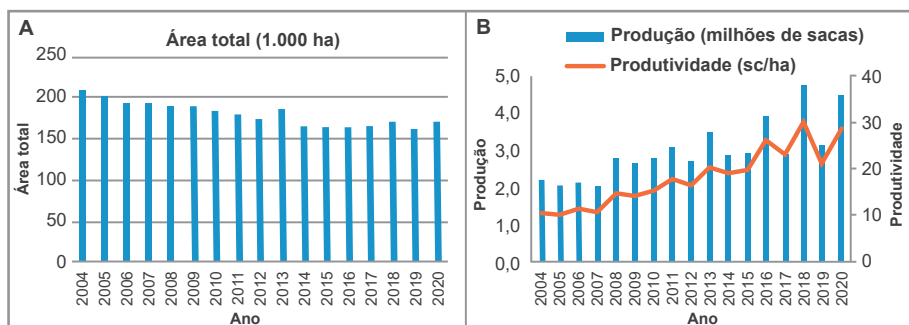 A
Área total (1.000 ha)
250
200
150
100
50
0
Área total
2004 2005 2006 2007 2008 2009 2010 2011 2012 2013 2014 2015 2016 2017 2018 2019 2020
Ano
B
Produção (milhões de sacas)
Produtividade (sc/ha)
5,0
4,0
3,0
2,0
1,0
0,0
Produção
40
30
20
10
0
Produtividade
2004 2005 2006 2007 2008 2009 2010 2011 2012 2013 2014 2015 2016 2017 2018 2019 2020
Ano